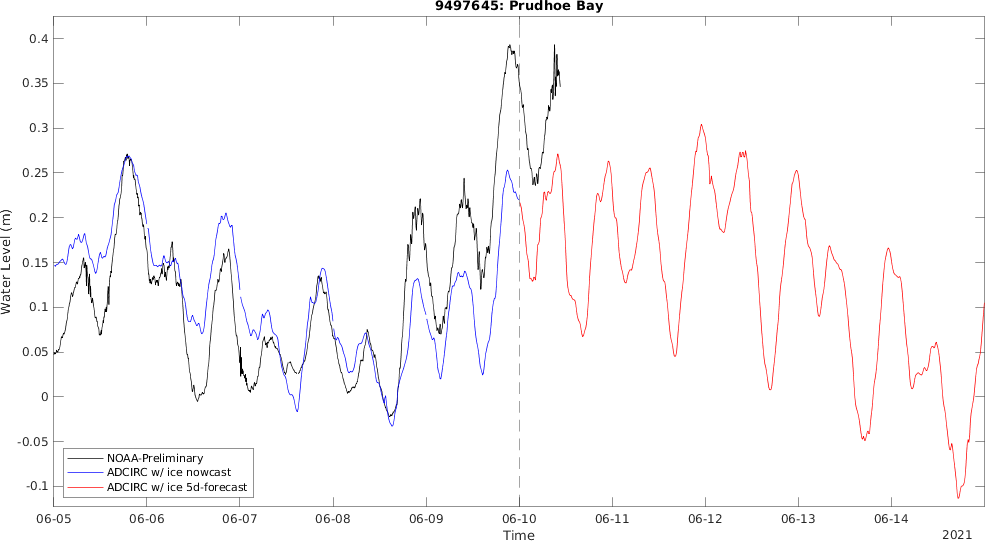 9497645: Prudhoe Bay
Water Level (m)
0.4
0.35
0.3
0.25
0.2
0.15
0.1
0.05
0
-0.05
-0.1
NOAA-Preliminary
ADCIRC w/ ice nowcast
ADCIRC w/ ice 5d-forecast
06-05 06-06 06-07 06-08 06-09 06-10 06-11 06-12 06-13 06-14
Time
2021